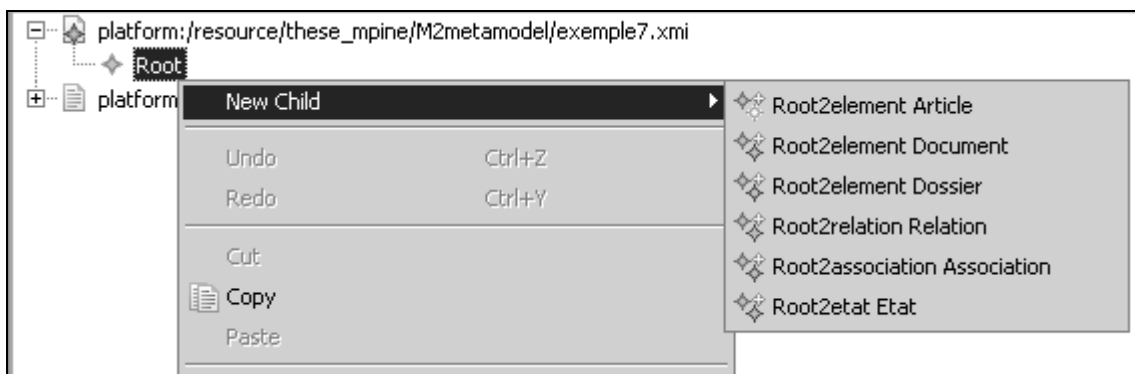 platform:/resource/these_mpine/M2metamodel/exemple7.xmi
Root
platform
New Child
Undo Ctrl+Z
Redo Ctrl+Y
Cut
Copy
Paste
Root2element Article
Root2element Document
Root2element Dossier
Root2relation Relation
Root2association Association
Root2etat Etat